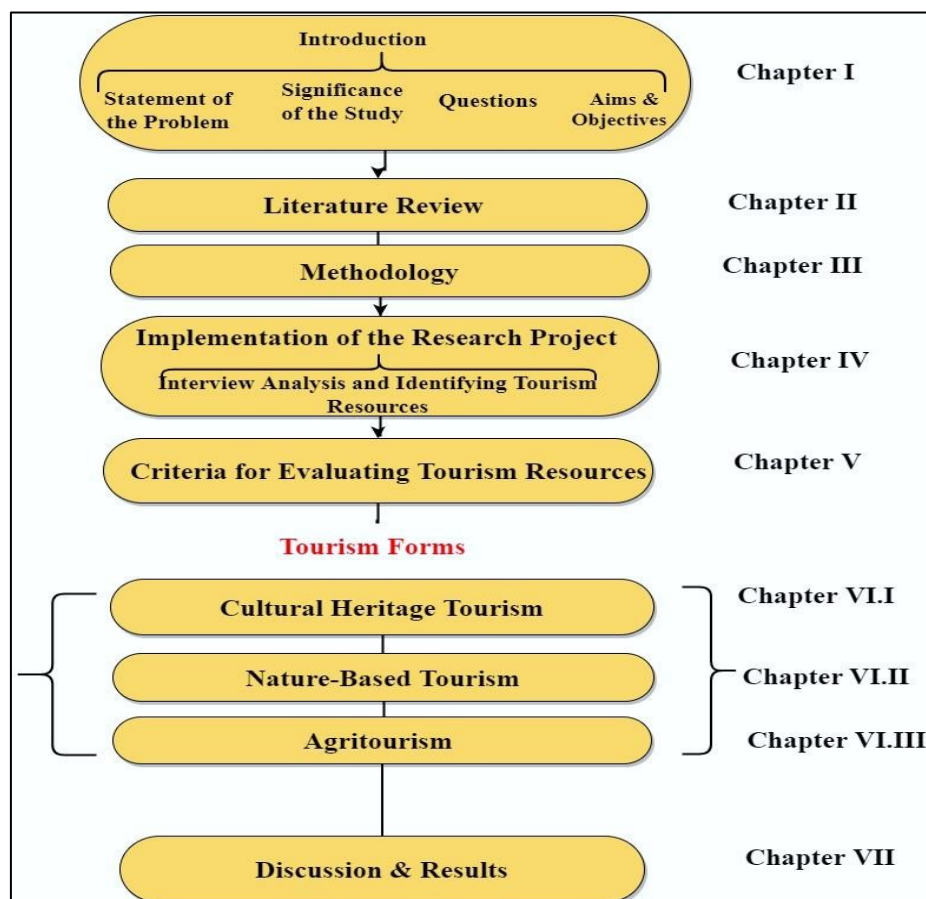 Introduction
Chapter I
Statement of
the Problem
Significance
of the Study
Questions
Aims &
Objectives
Literature Review
Chapter II
Methodology
Chapter III
Implementation of the Research Project
Interview Analysis and Identifying Tourism
Resources
Chapter IV
Criteria for Evaluating Tourism Resources
Chapter V
Tourism Forms
Cultural Heritage Tourism
Chapter VI.I
Nature-Based Tourism
Chapter VI.II
Agritourism
Chapter VI.III
Discussion & Results
Chapter VII